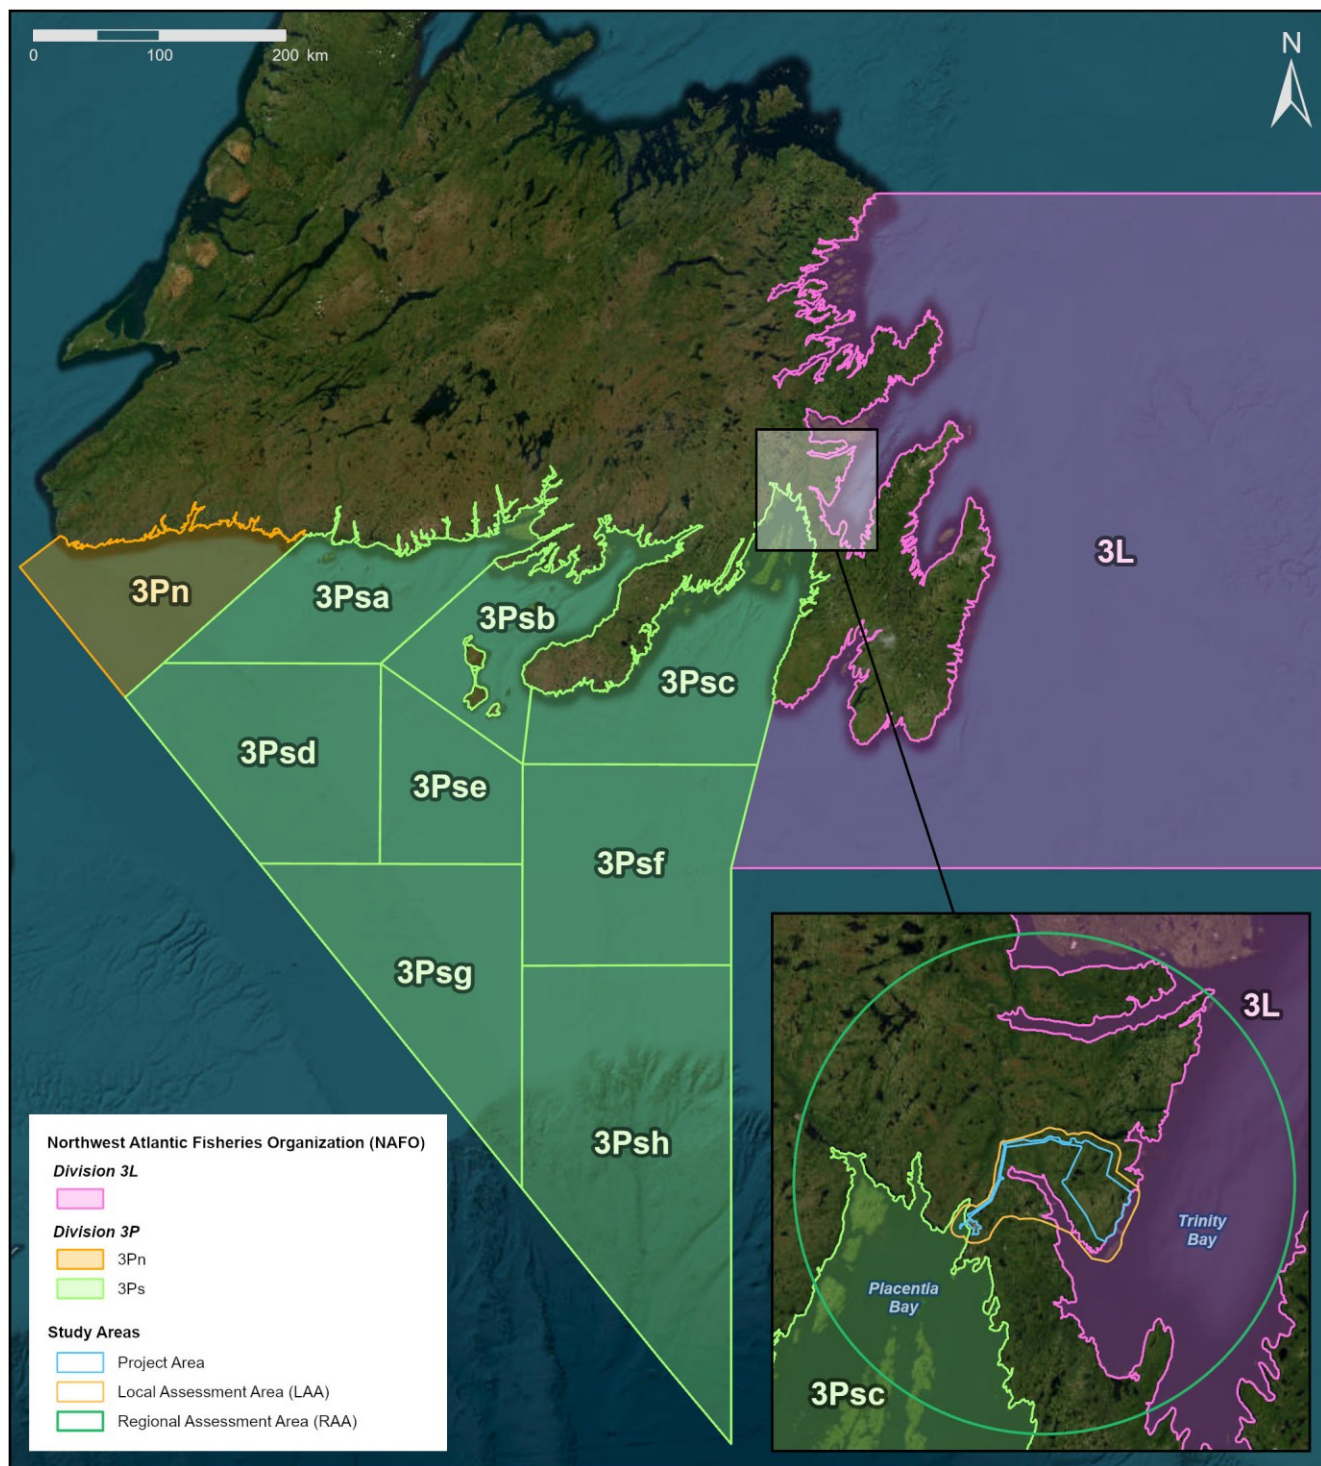 0 100 200 km
N
3Pn
3Psa
3Psb
3Psc
3L
3Psd
3Pse
3Psf
3Psg
3Psh
Northwest Atlantic Fisheries Organization (NAFO)
Division 3L
Division 3P
3Pn
3Ps
Study Areas
Project Area
Local Assessment Area (LAA)
Regional Assessment Area (RAA)
3L
Trinity
Bay
Placentia
Bay
3Psc